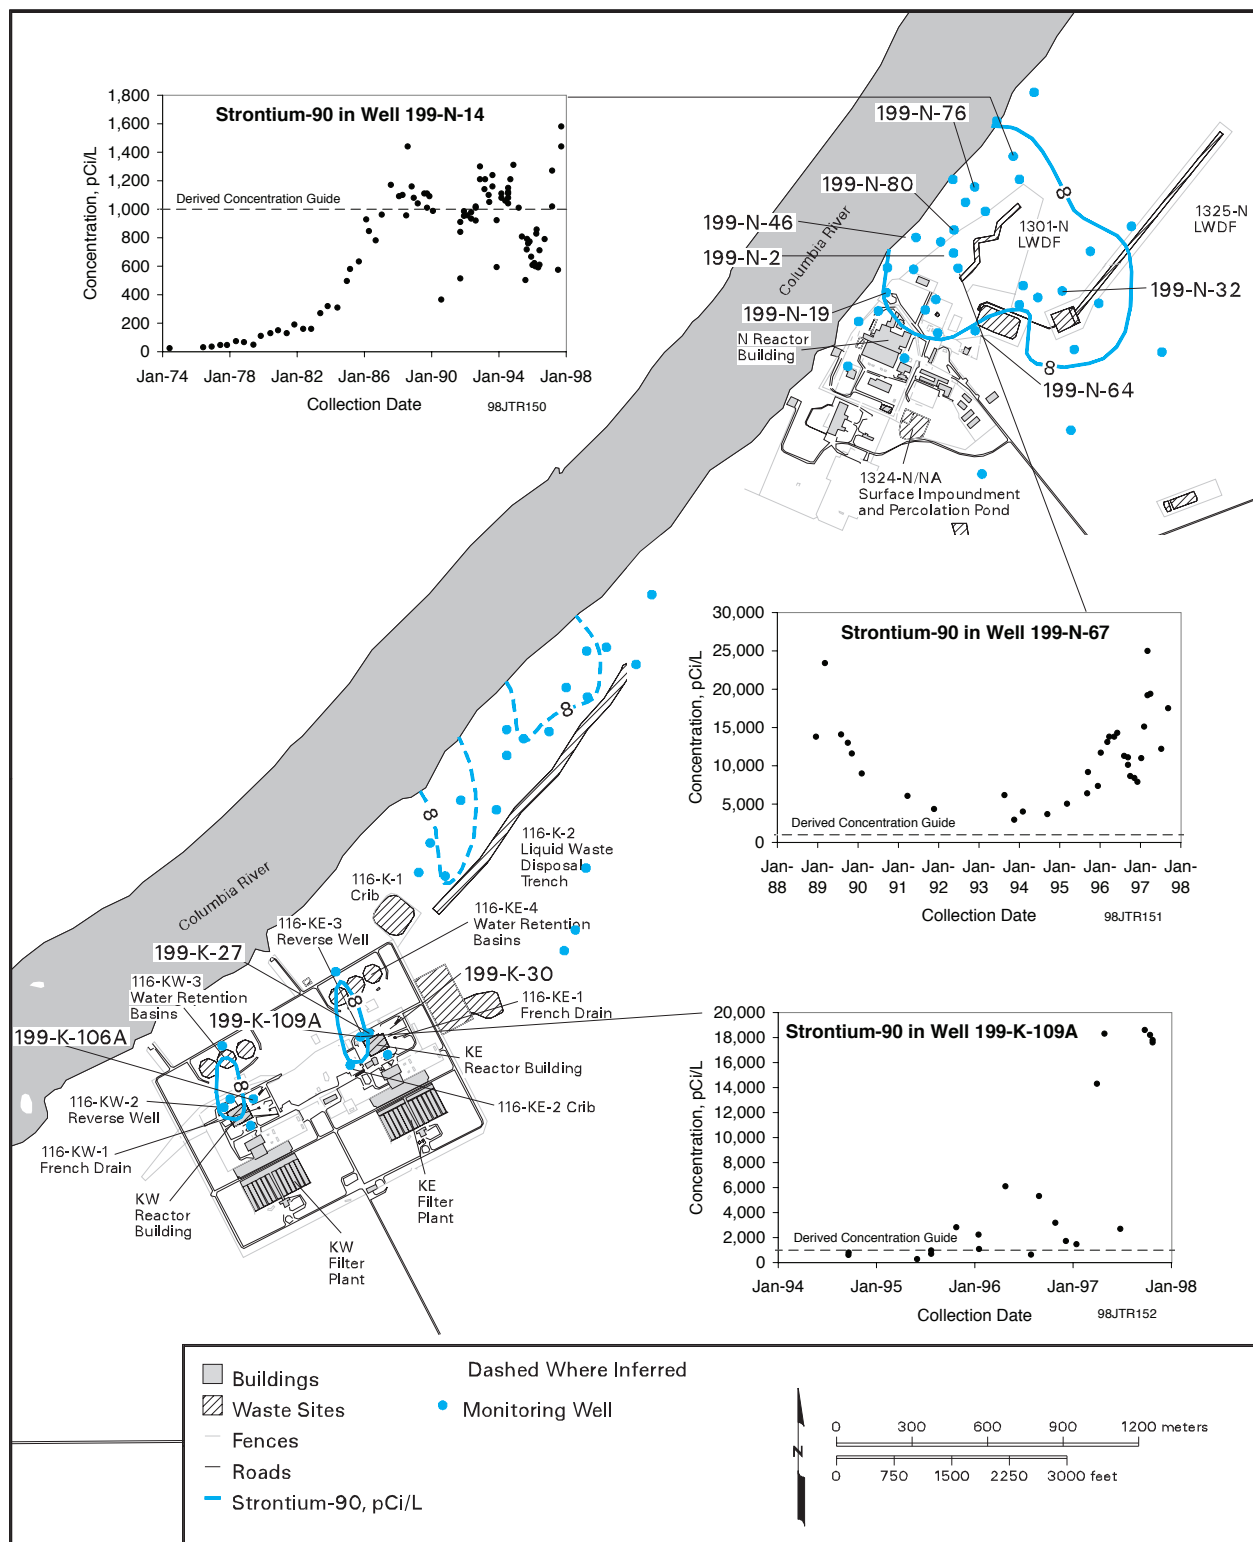 Strontium-90 in Well 199-N-14
1,800
1,600
1,400
1,200
1,000
800
600
400
200
0
Concentration, pCi/L
Derived Concentration Guide
Jan-74
Jan-78
Jan-82
Jan-86
Jan-90
Jan-94
Jan-98
Collection Date
98JTR150
199-N-76
199-N-80
199-N-46
199-N-2
199-N-19
N Reactor
Building
Columbia River
8
1301-N
LWDF
1325-N
LWDF
199-N-32
8
199-N-64
1324-N/NA
Surface Impoundment
and Percolation Pond
Strontium-90 in Well 199-N-67
30,000
25,000
20,000
15,000
10,000
5,000
0
Concentration, pCi/L
Derived Concentration Guide
Jan-
88
Jan-
89
Jan-
90
Jan-
91
Jan-
92
Jan-
93
Jan-
94
Jan-
95
Jan-
96
Jan-
97
Jan-
98
Collection Date
98JTR151
8
8
116-K-2
Liquid Waste
Disposal
Trench
Columbia River
116-K-1
Crib
116-KE-4
Water Retention
Basins
116-KE-3
Reverse Well
199-K-27
199-K-30
116-KW-3
Water Retention
Basins
8
116-KE-1
French Drain
199-K-109A
199-K-106A
KE
Reactor Building
8
116-KW-2
Reverse Well
116-KE-2 Crib
116-KW-1
French Drain
KW
Reactor
Building
KE
Filter
Plant
KW
Filter
Plant
Strontium-90 in Well 199-K-109A
20,000
18,000
16,000
14,000
12,000
10,000
8,000
6,000
4,000
2,000
0
Concentration, pCi/L
Derived Concentration Guide
Jan-94
Jan-95
Jan-96
Jan-97
Jan-98
Collection Date
98JTR152
Buildings
Waste Sites
Fences
Roads
Strontium-90, pCi/L
Dashed Where Inferred
Monitoring Well
N
0 300 600 900 1200 meters
0 750 1500 2250 3000 feet